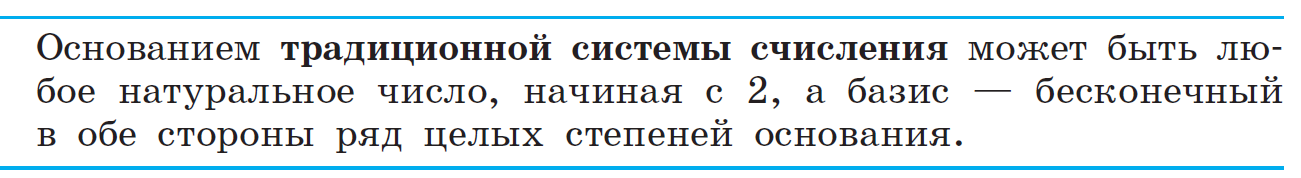 Основанием традиционной системы счисления может быть лю-
бое натуральное число, начиная с 2, а базис — бесконечный
в обе стороны ряд целых степеней основания.